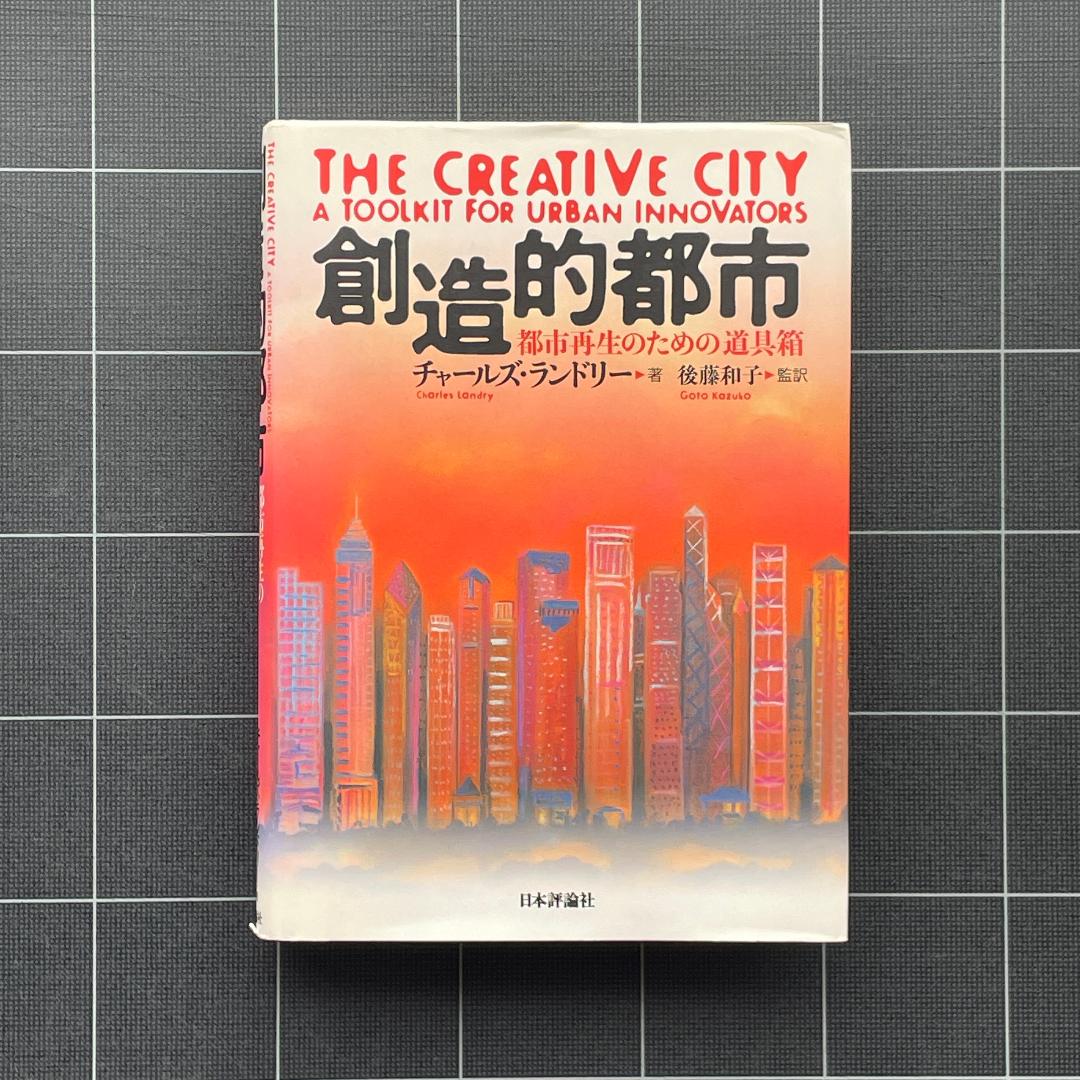 THE CREATIVE CITY
A TOOLKIT FOR URBAN INNOVATORS
創造的都市
都市再生のための道具箱
チャールズ・ランドリー▶著 後藤和子▶監訳
Charles Landry Goto Kazuko
日本評論社
THE CREATIVE CITY A TOOLKIT FOR URBAN INNOVATORS